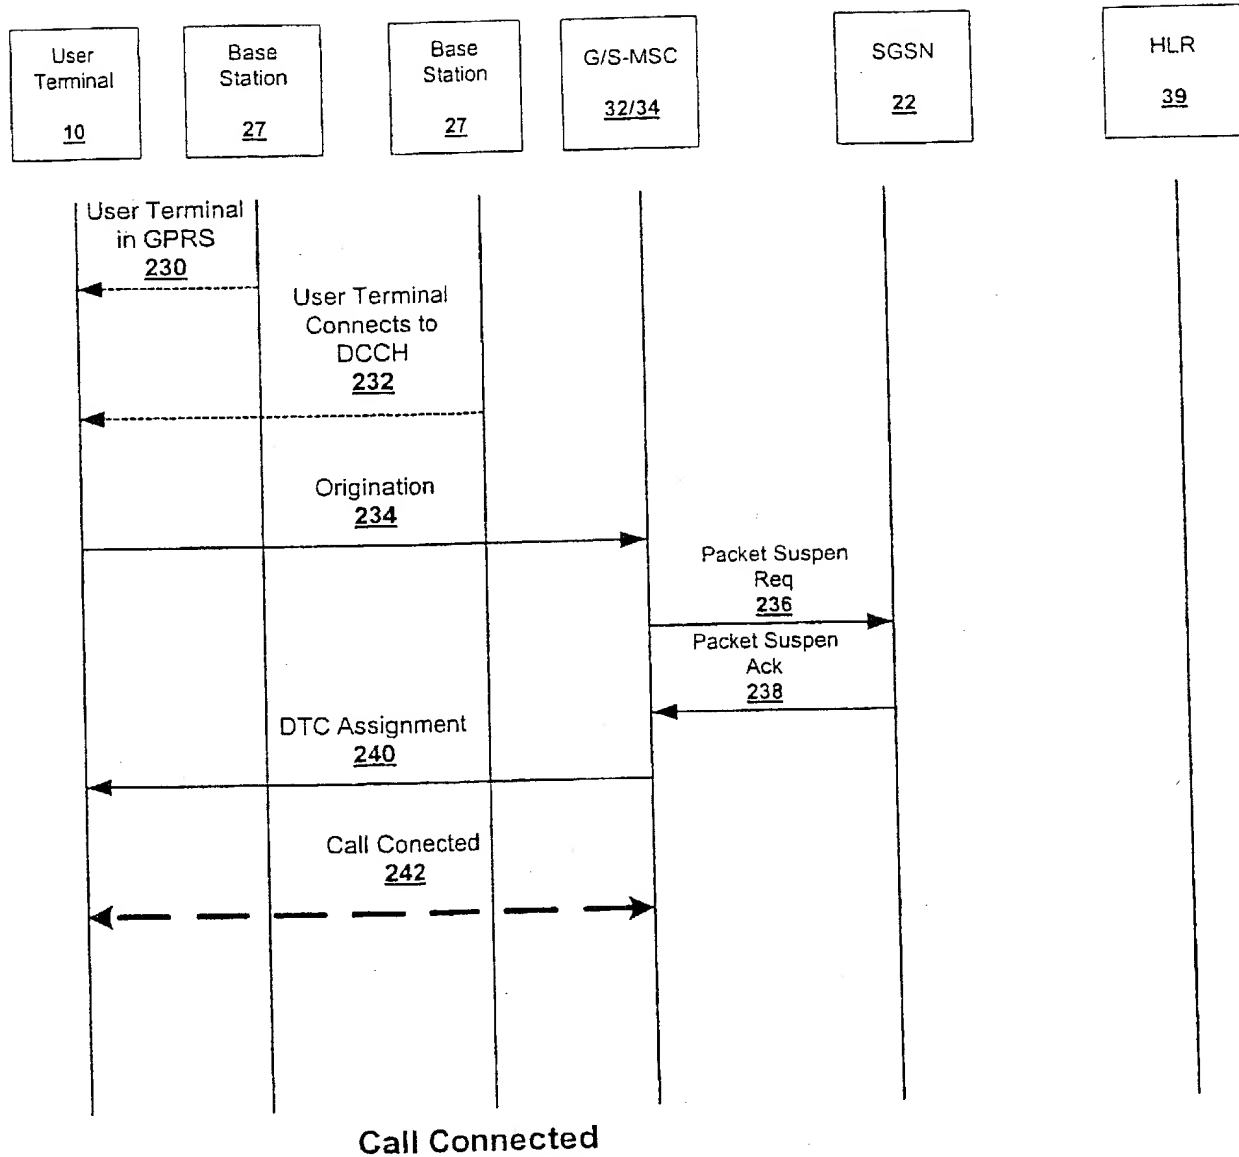 User
Terminal
10
Base
Station
27
Base
Station
27
G/S-MSC
32/34
SGSN
22
HLR
39
User Terminal
in GPRS
230
User Terminal
Connects to
DCCH
232
Origination
234
Packet Suspen
Req
236
Packet Suspen
Ack
238
DTC Assignment
240
Call Conected
242
Call Connected